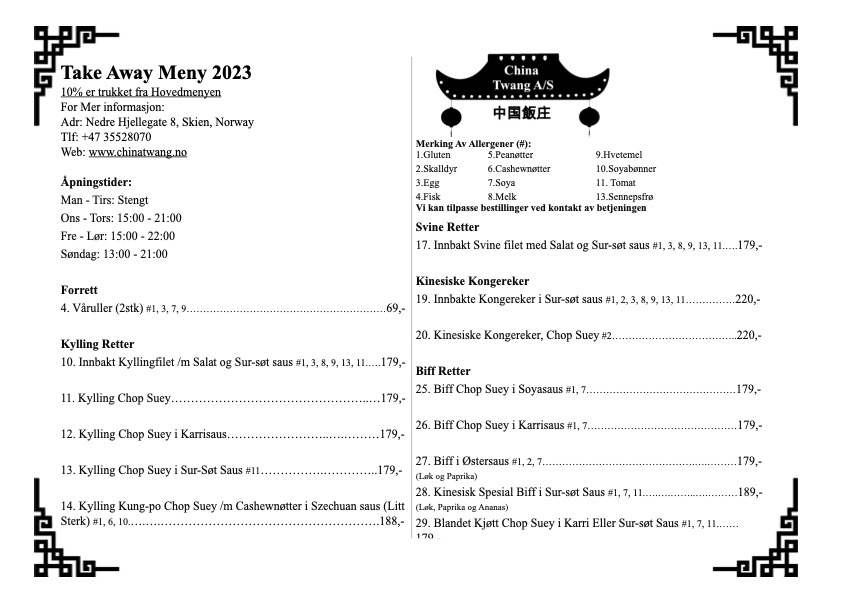 Take Away Meny 2023
10% er trukket fra Hovedmenyen
For Mer informasjon:
Adr: Nedre Hjellegate 8, Skien, Norway
Tlf: +47 35528070
Web: www.chinatwang.no
Åpningstider:
Man - Tirs: Stengt
Ons - Tors: 15:00 - 21:00
Fre - Lør: 15:00 - 22:00
Søndag: 13:00 - 21:00
Forrett
4. Vårruller (2stk) #1, 3, 7, 9……………………………………………………69,-
Kylling Retter
10. Innbakt Kyllingfilet /m Salat og Sur-søt saus #1, 3, 8, 9, 13, 11…..179,-
11. Kylling Chop Suey…………………………………………..…179,-
12. Kylling Chop Suey i Karrisaus……………………..….………179,-
13. Kylling Chop Suey i Sur-Søt Saus #11…………….…………..179,-
14. Kylling Kung-po Chop Suey /m Cashewnøtter i Szechuan saus (Litt
Sterk) #1, 6, 10…..……………………………………………………………188,-
China
Twang A/S
中国飯庄
Merking Av Allergener (#):
1.Gluten 5.Peanøtter 9.Hvetemel
2.Skalldyr 6.Cashewnøtter 10.Soyabønner
3.Egg 7.Soya 11. Tomat
4.Fisk 8.Melk 13.Sennepsfrø
Vi kan tilpasse bestillinger ved kontakt av betjeningen
Svine Retter
17. Innbakt Svine filet med Salat og Sur-søt saus #1, 3, 8, 9, 13, 11…..179,-
Kinesiske Kongereker
19. Innbakte Kongereker i Sur-søt saus #1, 2, 3, 8, 9, 13, 11……………220,-
20. Kinesiske Kongereker, Chop Suey #2………………………………...220,-
Biff Retter
25. Biff Chop Suey i Soyasaus #1, 7………………………………………179,-
26. Biff Chop Suey i Karrisaus #1, 7………………………………………179,-
27. Biff i Østersaus #1, 2, 7…………………………………………………..179,-
(Løk og Paprika)
28. Kinesisk Spesial Biff i Sur-søt Saus #1, 7, 11……………………….189,-
(Løk, Paprika og Ananas)
29. Blandet Kjøtt Chop Suey i Karri Eller Sur-søt Saus #1, 7, 11…….
179,-